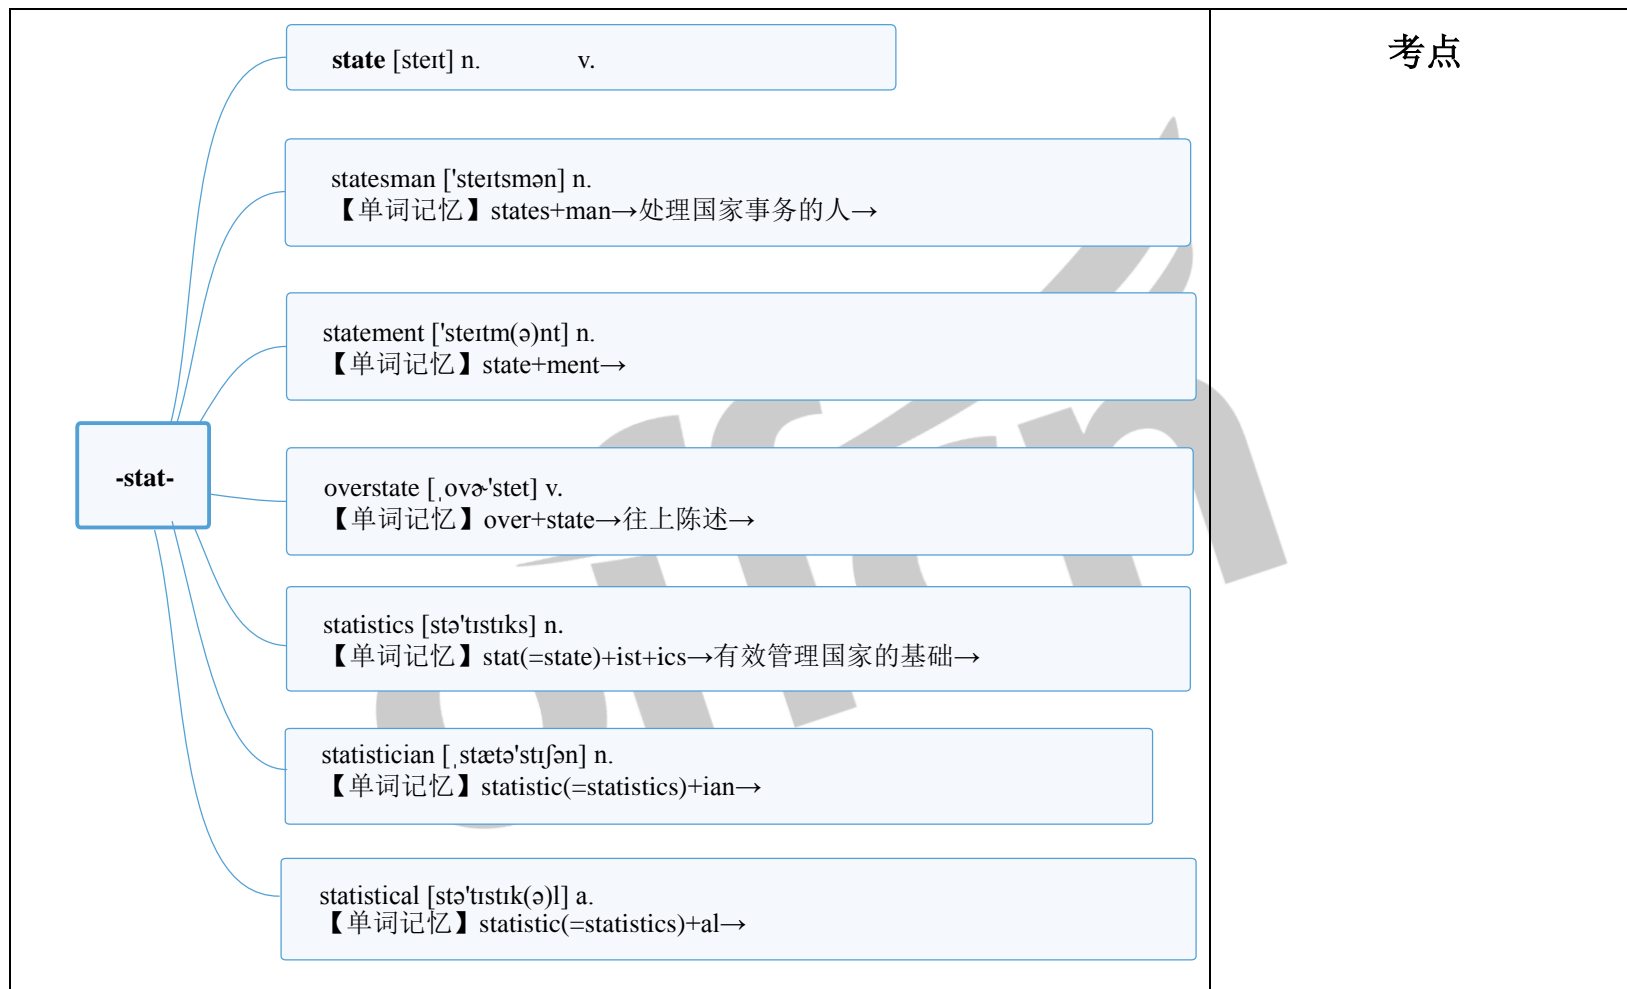 state [steɪt] n. v.
statesman ['steɪtsmən] n.
【单词记忆】states+man→处理国家事务的人→
statement ['steɪtm(ə)nt] n.
【单词记忆】state+ment→
overstate [ˌovɚ'stet] v.
【单词记忆】over+state→往上陈述→
-stat-
statistics [stə'tɪstɪks] n.
【单词记忆】stat(=state)+ist+ics→有效管理国家的基础→
statistician [ˌstætə'stɪʃən] n.
【单词记忆】statistic(=statistics)+ian→
statistical [stə'tɪstɪk(ə)l] a.
【单词记忆】statistic(=statistics)+al→
考点